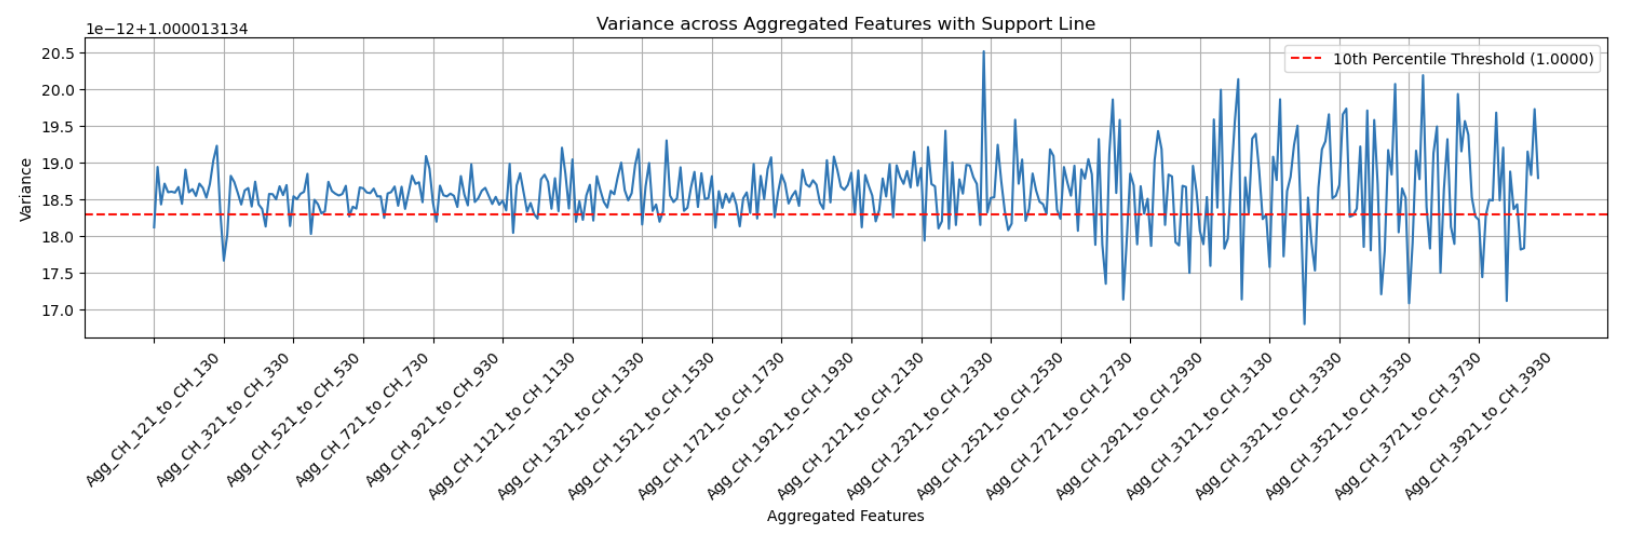 Variance across Aggregated Features with Support Line
1e−12+1.000013134
10th Percentile Threshold (1.0000)
20.5
20.0
19.5
19.0
18.5
18.0
17.5
17.0
Variance
Agg_CH_121_to_CH_130
Agg_CH_321_to_CH_330
Agg_CH_521_to_CH_530
Agg_CH_721_to_CH_730
Agg_CH_921_to_CH_930
Agg_CH_1121_to_CH_1130
Agg_CH_1321_to_CH_1330
Agg_CH_1521_to_CH_1530
Agg_CH_1721_to_CH_1730
Agg_CH_1921_to_CH_1930
Agg_CH_2121_to_CH_2130
Agg_CH_2321_to_CH_2330
Agg_CH_2521_to_CH_2530
Agg_CH_2721_to_CH_2730
Agg_CH_2921_to_CH_2930
Agg_CH_3121_to_CH_3130
Agg_CH_3321_to_CH_3330
Agg_CH_3521_to_CH_3530
Agg_CH_3721_to_CH_3730
Agg_CH_3921_to_CH_3930
Aggregated Features